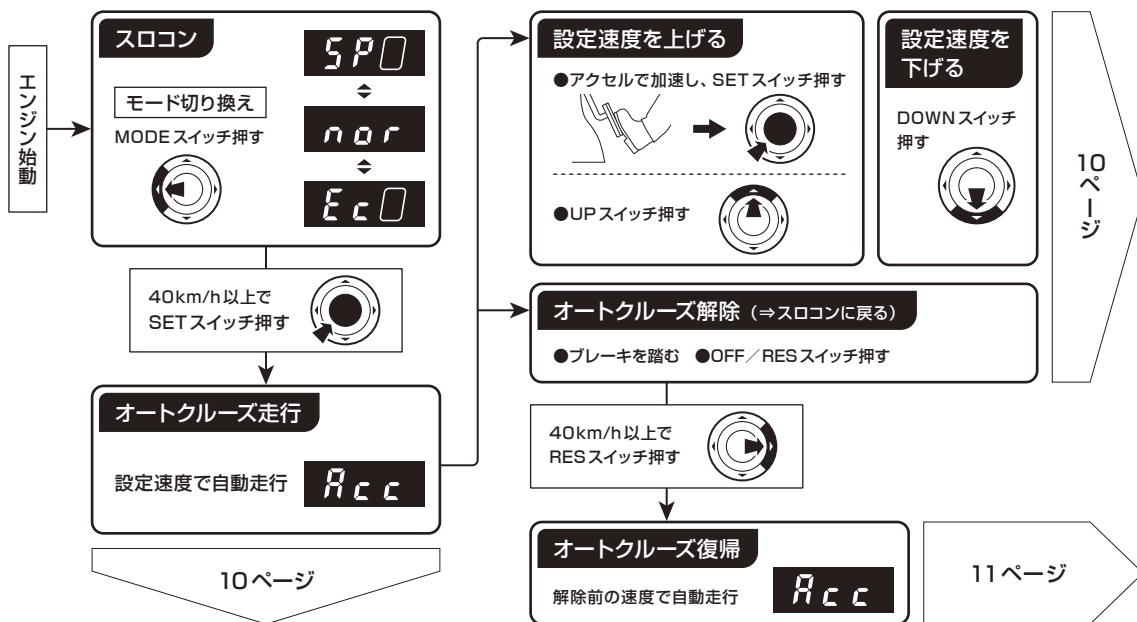 エンジン始動
スロコン
モード切り換え
MODEスイッチ押す
SP0
nor
Ec0
40km/h以上で
SETスイッチ押す
オートクルーズ走行
設定速度で自動走行
Acc
10ページ
設定速度を上げる
●アクセルで加速し、SETスイッチ押す
●UPスイッチ押す
設定速度を
下げる
DOWNスイッチ
押す
10ページ
オートクルーズ解除（⇒スロコンに戻る）
●ブレーキを踏む ●OFF／RESスイッチ押す
40km/h以上で
RESスイッチ押す
オートクルーズ復帰
解除前の速度で自動走行
Acc
11ページ